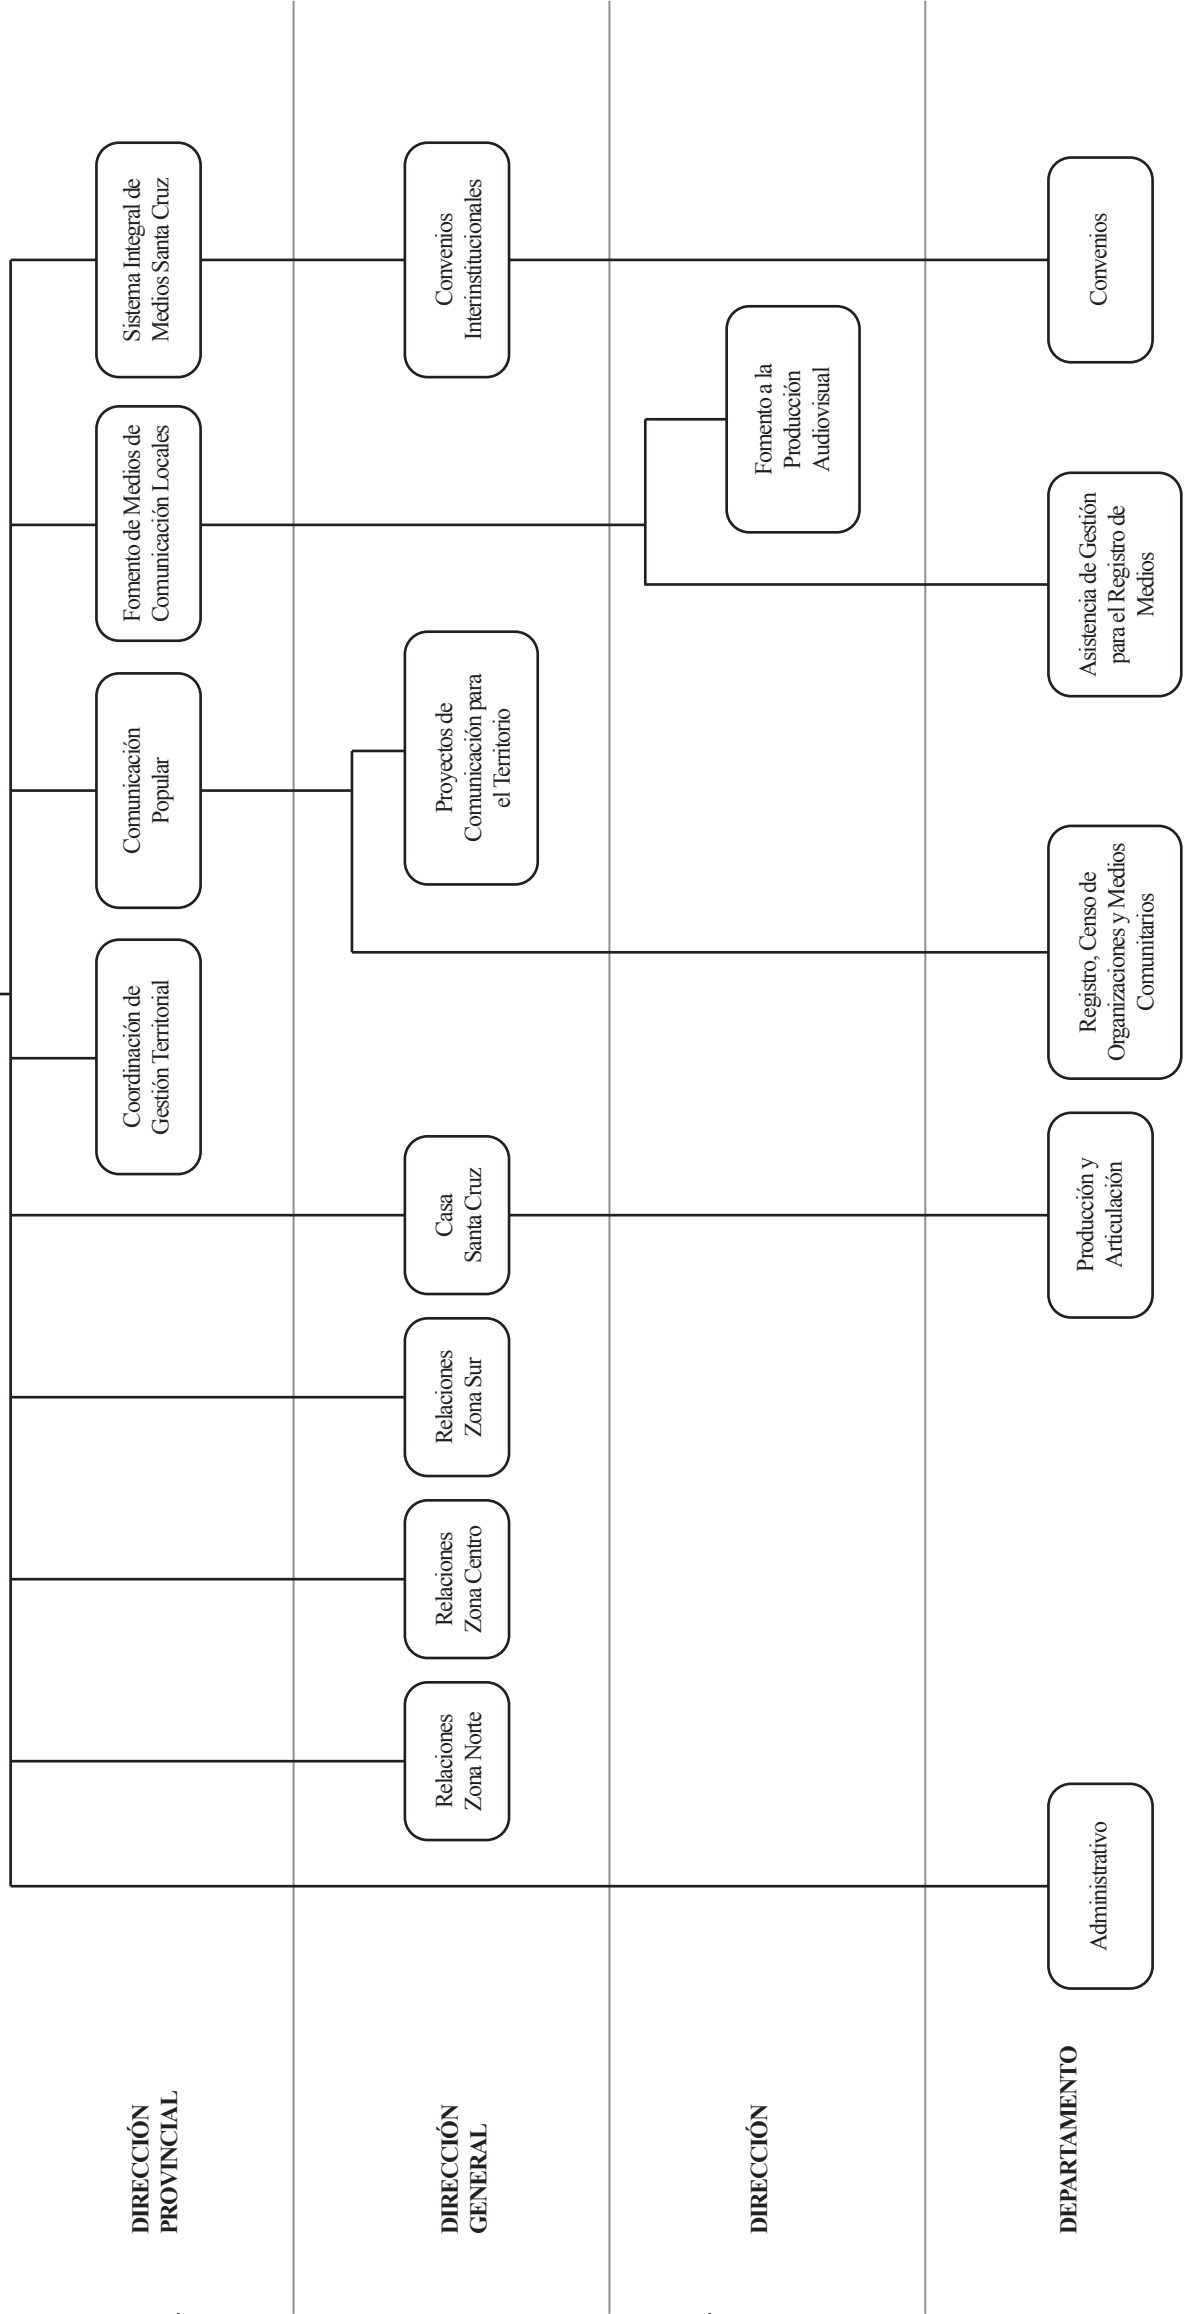 DIRECCIÓN
PROVINCIAL
Coordinación de
Gestión Territorial
Comunicación
Popular
Fomento de Medios de
Comunicación Locales
Sistema Integral de
Medios Santa Cruz
DIRECCIÓN
GENERAL
Relaciones
Zona Norte
Relaciones
Zona Centro
Relaciones
Zona Sur
Casa
Santa Cruz
Proyectos de
Comunicación para
el Territorio
Convenios
Interinstitucionales
DIRECCIÓN
Fomento a la
Producción
Audiovisual
DEPARTAMENTO
Administrativo
Producción y
Articulación
Registro, Censo de
Organizaciones y Medios
Comunitarios
Asistencia de Gestión
para el Registro de
Medios
Convenios